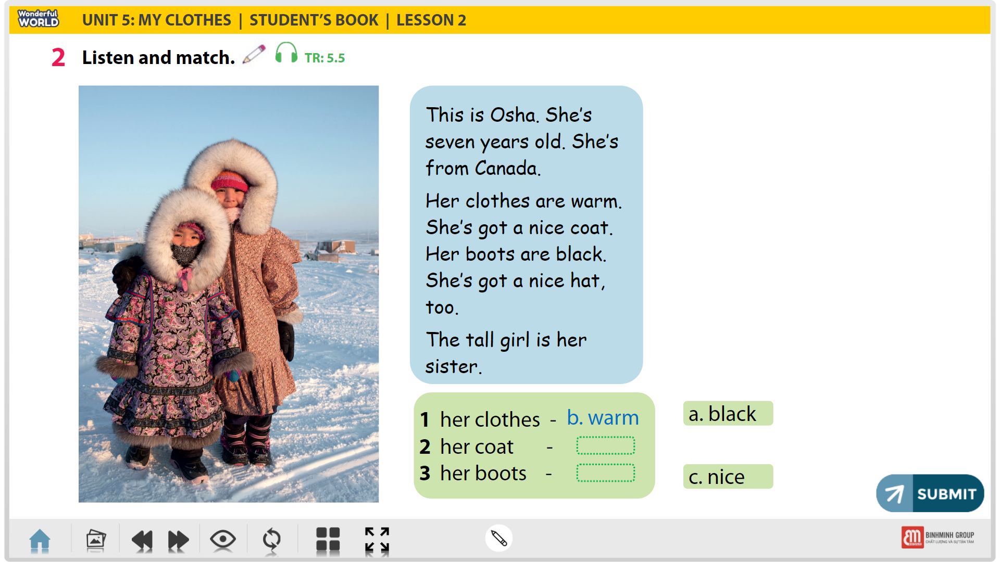 Wonderful
WORLD
UNIT 5: MY CLOTHES | STUDENT'S BOOK | LESSON 2
2 Listen and match. TR: 5.5
This is Osha. She's
seven years old. She's
from Canada.
Her clothes are warm.
She's got a nice coat.
Her boots are black.
She's got a nice hat,
too.
The tall girl is her
sister.
1 her clothes - b. warm
2 her coat -
3 her boots -
a. black
c. nice
SUBMIT
BINHMINH
BINHMINH GROUP
CHẤT LƯỢNG VÀ SỰ TẬN TÂM